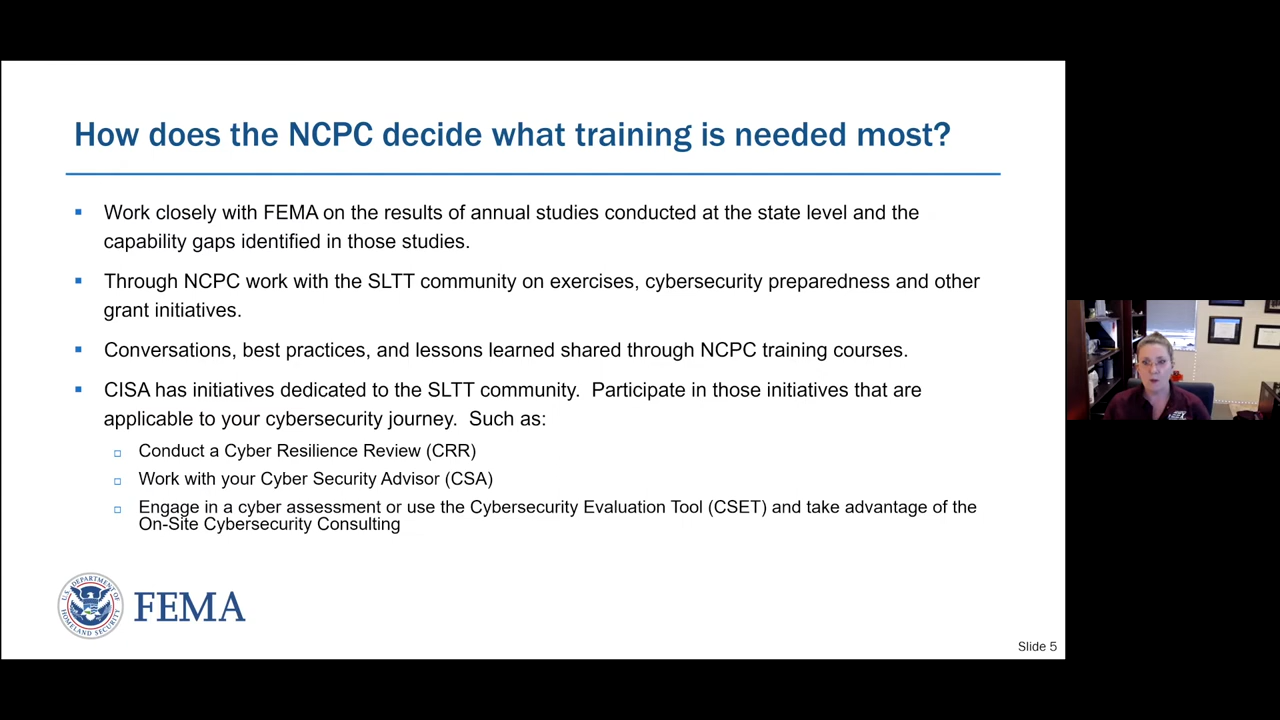 How does the NCPC decide what training is needed most?
Work closely with FEMA on the results of annual studies conducted at the state level and the
capability gaps identified in those studies.
Through NCPC work with the SLTT community on exercises, cybersecurity preparedness and other
grant initiatives.
Conversations, best practices, and lessons learned shared through NCPC training courses.
CISA has initiatives dedicated to the SLTT community.  Participate in those initiatives that are
applicable to your cybersecurity journey.  Such as:
Conduct a Cyber Resilience Review (CRR)
Work with your Cyber Security Advisor (CSA)
Engage in a cyber assessment or use the Cybersecurity Evaluation Tool (CSET) and take advantage of the
On-Site Cybersecurity Consulting
U.S. DEPARTMENT OF
HOMELAND SECURITY
FEMA
Slide 5